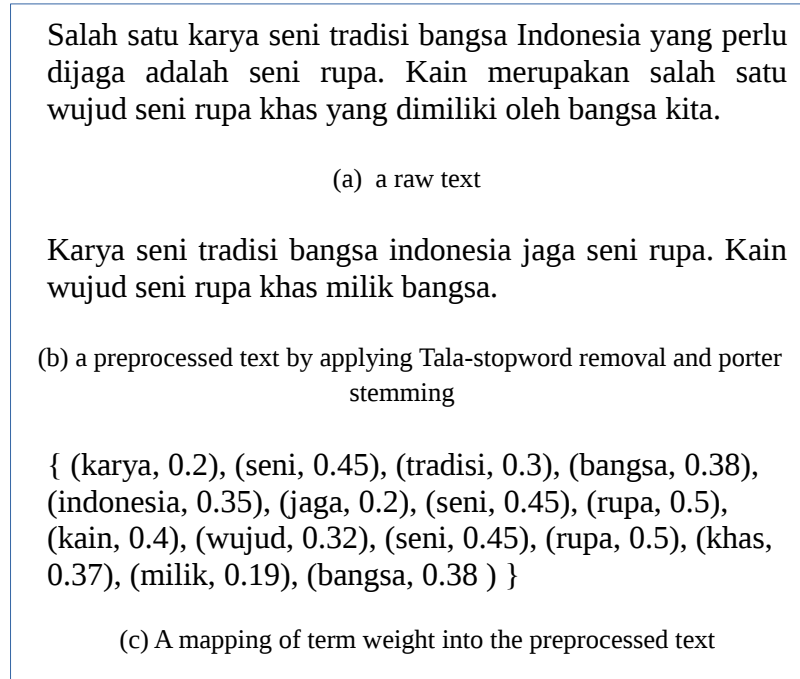 Salah satu karya seni tradisi bangsa Indonesia yang perlu
dijaga adalah seni rupa. Kain merupakan salah satu
wujud seni rupa khas yang dimiliki oleh bangsa kita.
(a) a raw text
Karya seni tradisi bangsa indonesia jaga seni rupa. Kain
wujud seni rupa khas milik bangsa.
(b) a preprocessed text by applying Tala-stopword removal and porter
stemming
{ (karya, 0.2), (seni, 0.45), (tradisi, 0.3), (bangsa, 0.38),
(indonesia, 0.35), (jaga, 0.2), (seni, 0.45), (rupa, 0.5),
(kain, 0.4), (wujud, 0.32), (seni, 0.45), (rupa, 0.5), (khas,
0.37), (milik, 0.19), (bangsa, 0.38 ) }
(c) A mapping of term weight into the preprocessed text